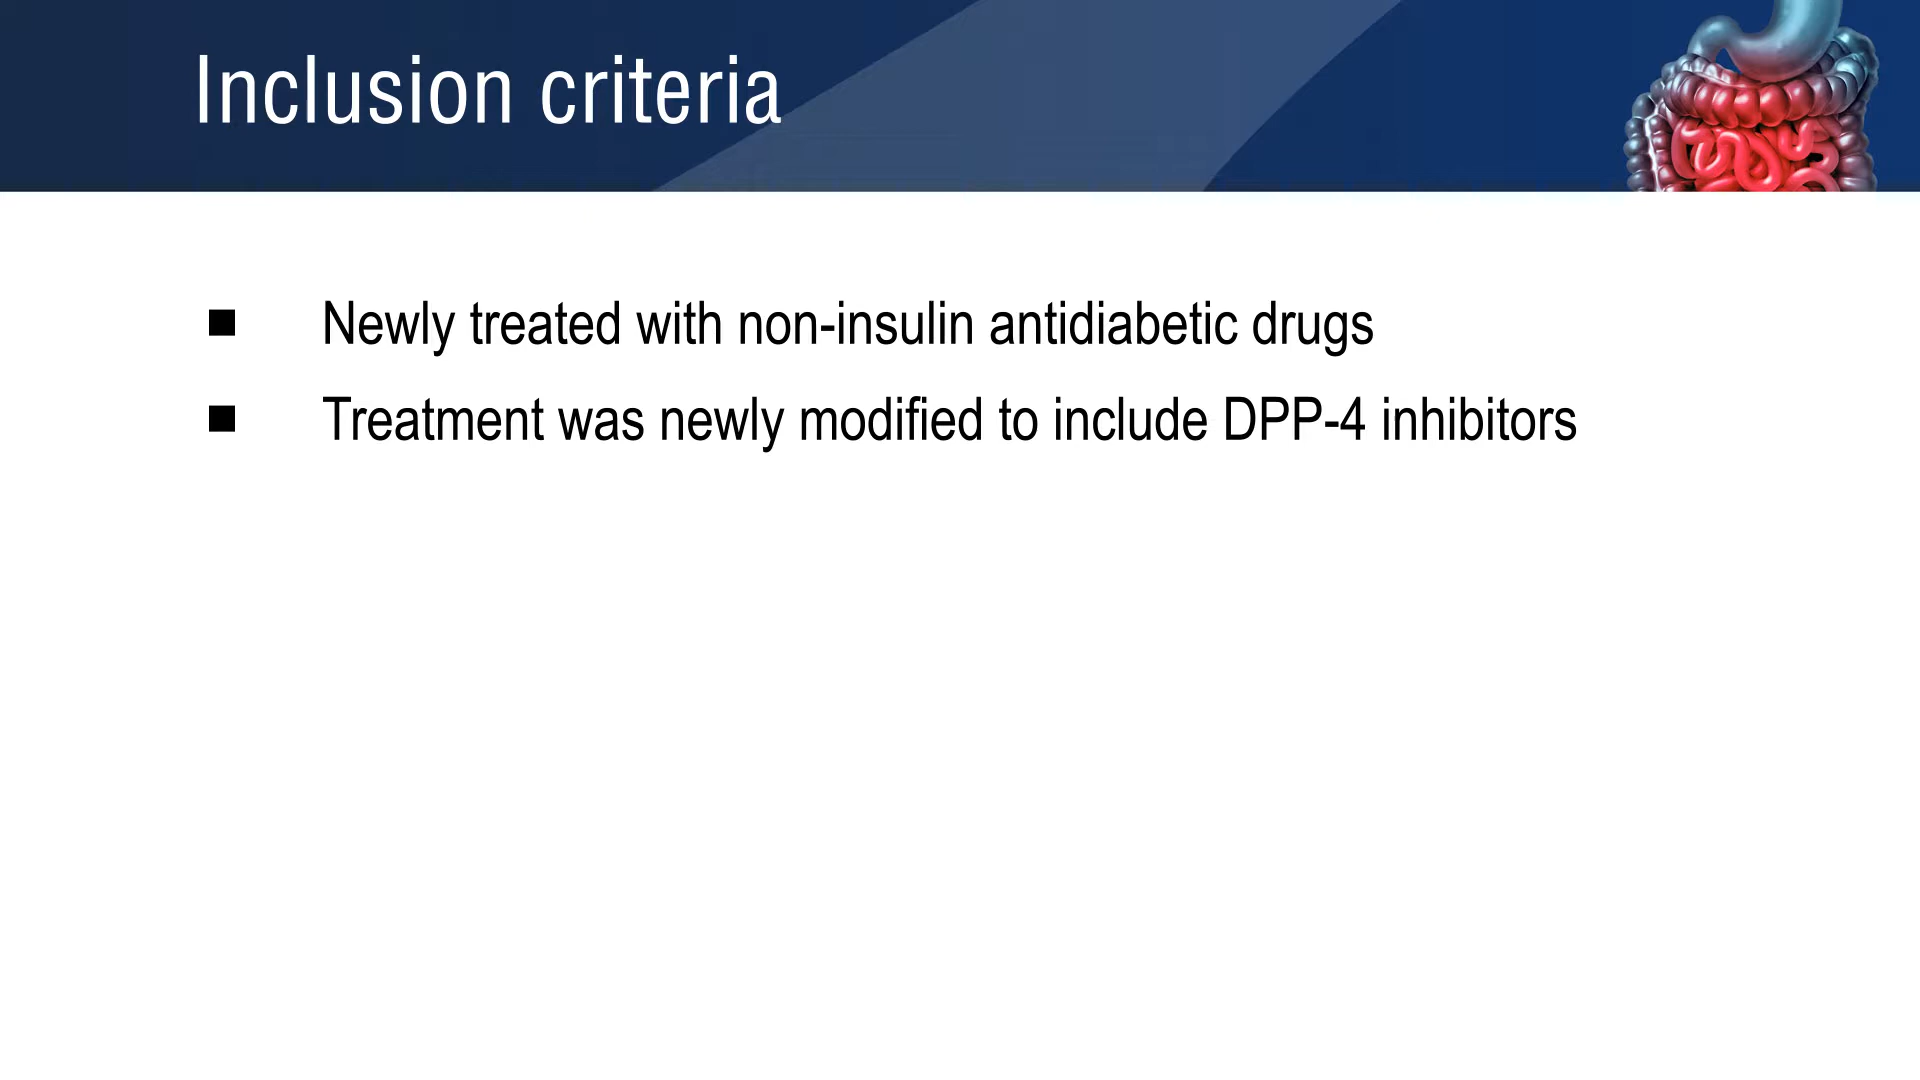 Inclusion criteria
■ Newly treated with non-insulin antidiabetic drugs
■ Treatment was newly modified to include DPP-4 inhibitors